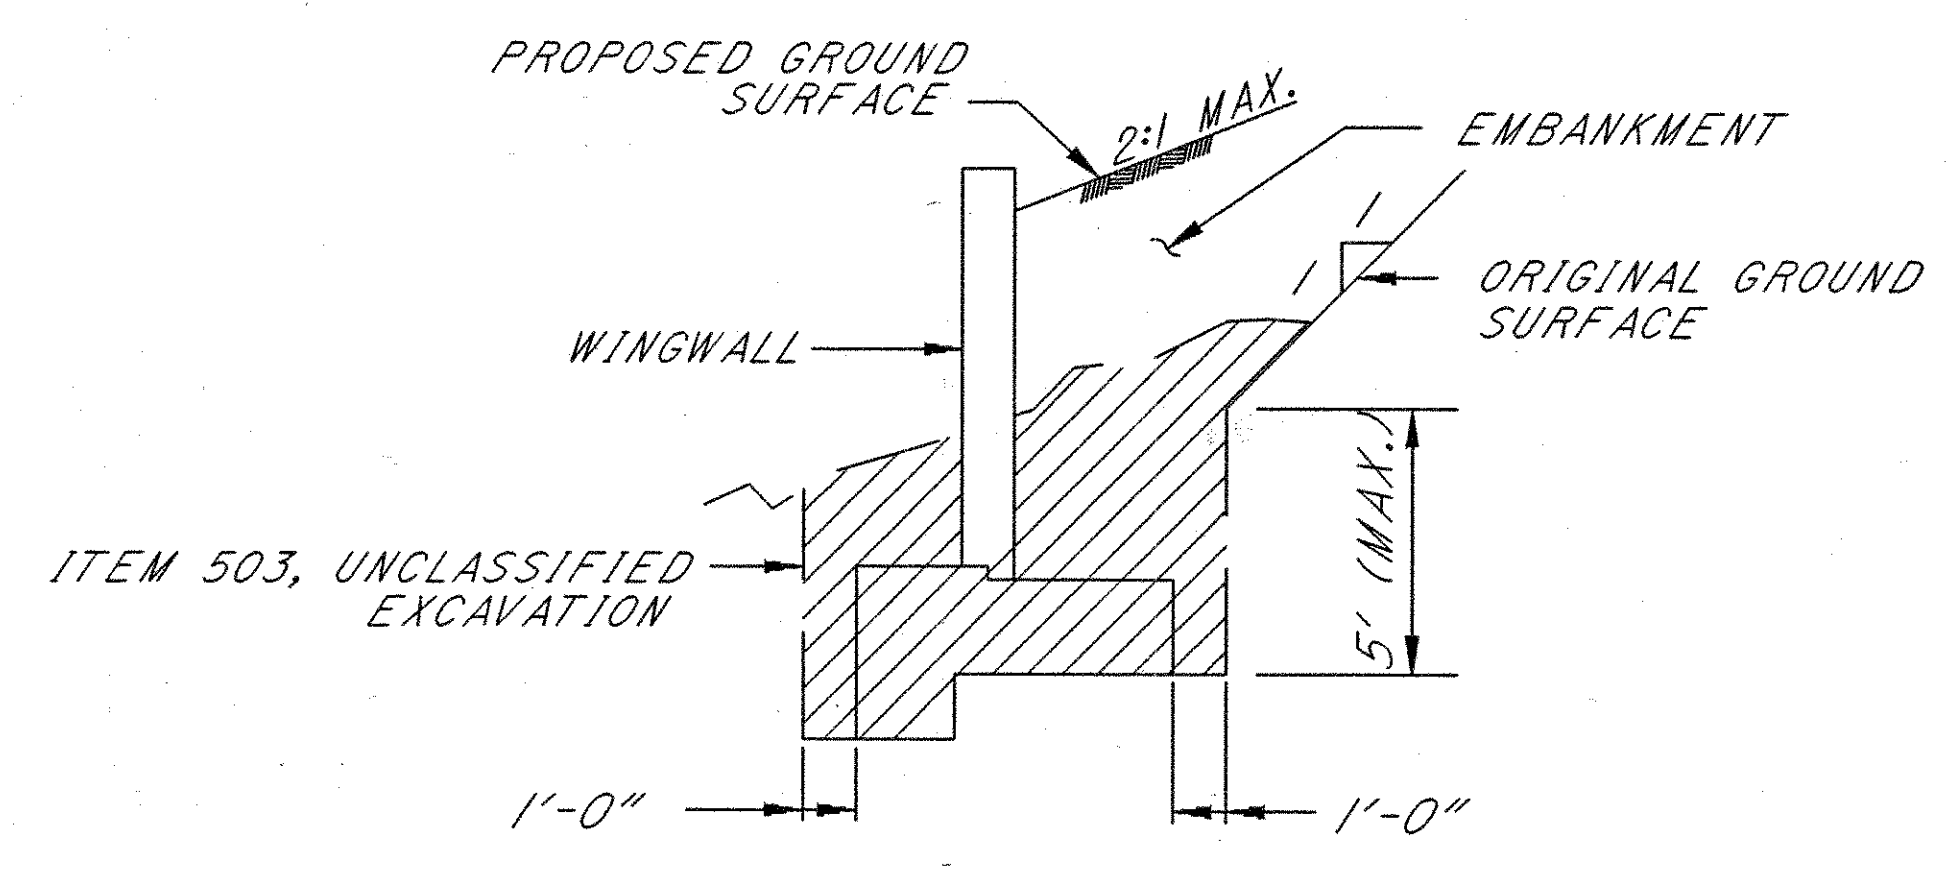 PROPOSED GROUND
SURFACE
2:1 MAX.
EMBANKMENT
1
1
ORIGINAL GROUND
SURFACE
WINGWALL
5' (MAX.)
ITEM 503, UNCLASSIFIED
EXCAVATION
1'-0"
1'-0"